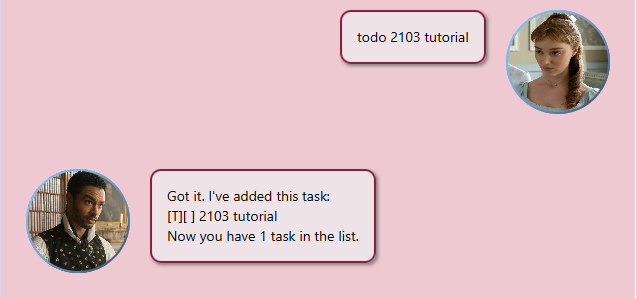 todo 2103 tutorial
Got it. I've added this task:
[T][ ] 2103 tutorial
Now you have 1 task in the list.